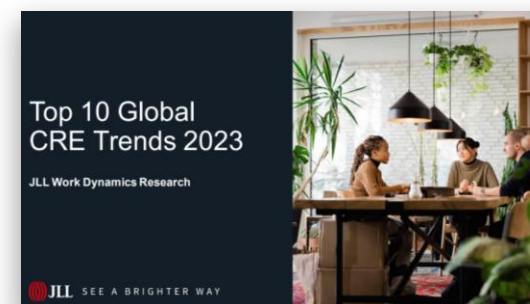 Top 10 Global
CRE Trends 2023
JLL Work Dynamics Research
JLL SEE A BRIGHTER WAY